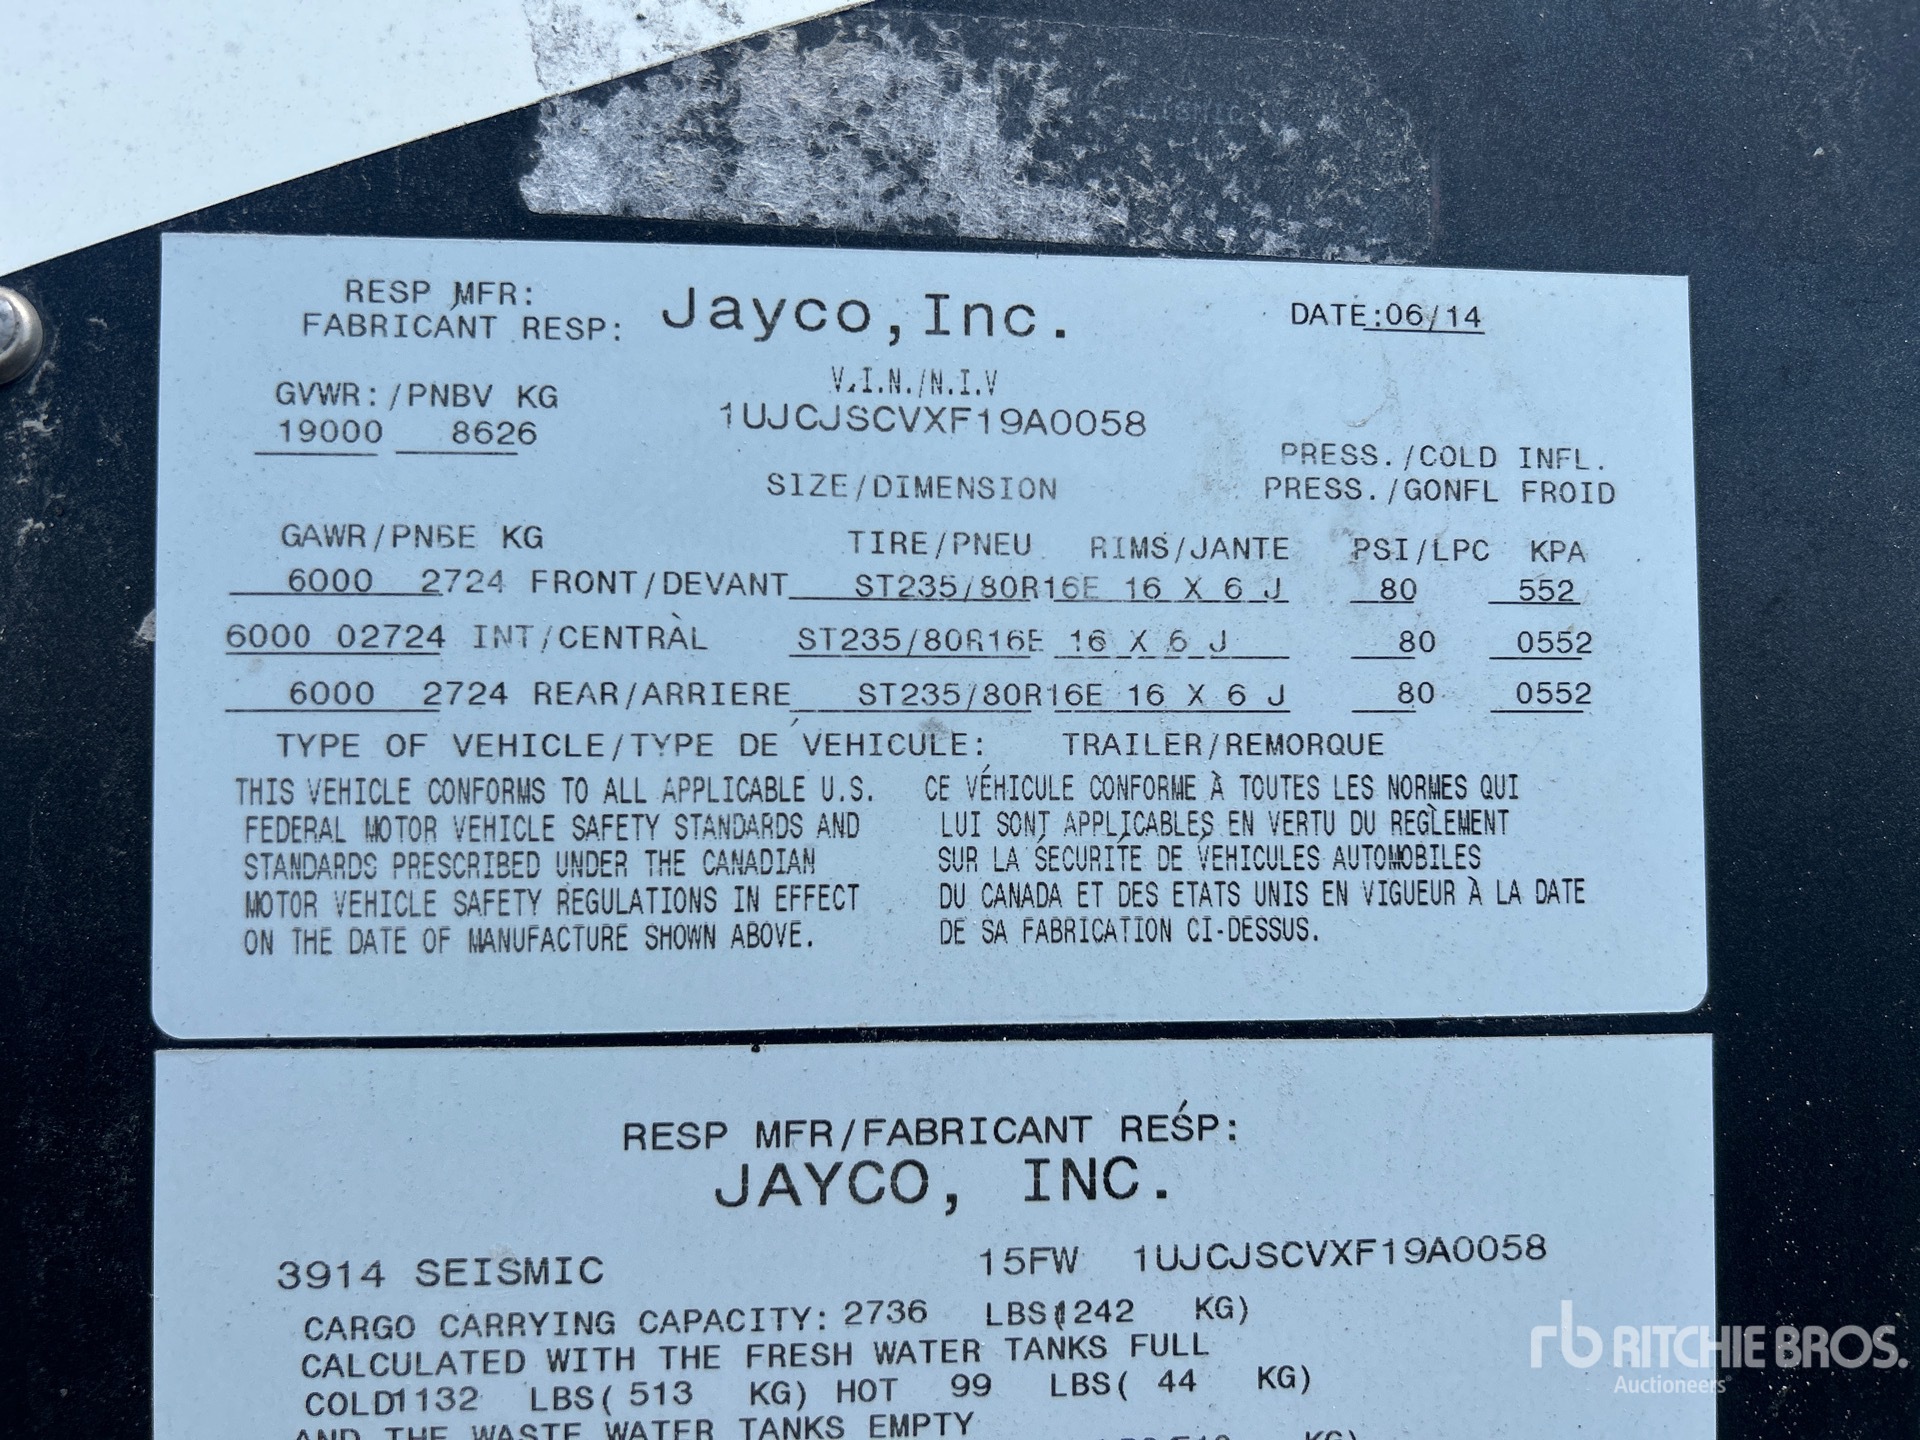 RESP MFR:
FABRICANT RESP:
Jayco, Inc.
DATE:06/14
GVWR:/PNBV KG
19000 8626
V.I.N./N.I.V
1UJCJSCVXF19A0058
SIZE/DIMENSION
PRESS./COLD INFL.
PRESS./GONFL FROID
GAWR/PNBE KG TIRE/PNEU RIMS/JANTE PSI/LPC KPA
6000 2724 FRONT/DEVANT ST235/80R16E 16 X 6 J 80 552
6000 02724 INT/CENTRAL ST235/80R16E 16 X 6 J 80 0552
6000 2724 REAR/ARRIERE ST235/80R16E 16 X 6 J 80 0552
TYPE OF VEHICLE/TYPE DE VÉHICULE: TRAILER/REMORQUE
THIS VEHICLE CONFORMS TO ALL APPLICABLE U.S.
FEDERAL MOTOR VEHICLE SAFETY STANDARDS AND
STANDARDS PRESCRIBED UNDER THE CANADIAN
MOTOR VEHICLE SAFETY REGULATIONS IN EFFECT
ON THE DATE OF MANUFACTURE SHOWN ABOVE.
CE VÉHICULE CONFORME À TOUTES LES NORMES QUI
LUI SONT APPLICABLES EN VERTU DU REGLEMENT
SUR LA SÉCURITÉ DE VÉHICULES AUTOMOBILES
DU CANADA ET DES ETATS UNIS EN VIGUEUR À LA DATE
DE SA FABRICATION CI-DESSUS.
RESP MFR/FABRICANT RESP:
JAYCO, INC.
3914 SEISMIC 15FW 1UJCJSCVXF19A0058
CARGO CARRYING CAPACITY: 2736 LBS(1242 KG)
CALCULATED WITH THE FRESH WATER TANKS FULL
COLD1132 LBS( 513 KG) HOT 99 LBS( 44 KG)
AND THE WASTE WATER TANKS EMPTY
KG)
rb RITCHIE BROS.
Auctioneers